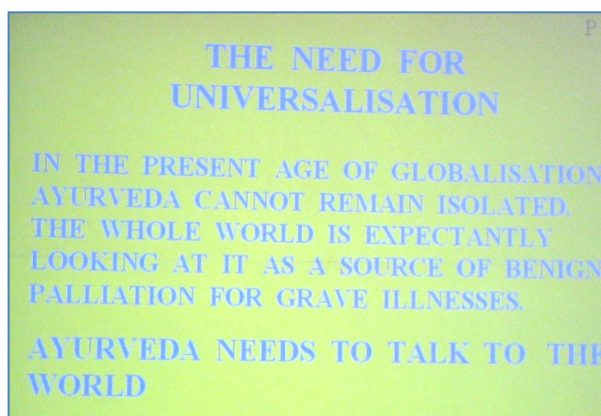 P
THE NEED FOR
UNIVERSALISATION
IN THE PRESENT AGE OF GLOBALISATION
AYURVEDA CANNOT REMAIN ISOLATED.
THE WHOLE WORLD IS EXPECTANTLY
LOOKING AT IT AS A SOURCE OF BENIGN
PALLIATION FOR GRAVE ILLNESSES.
AYURVEDA NEEDS TO TALK TO THE
WORLD